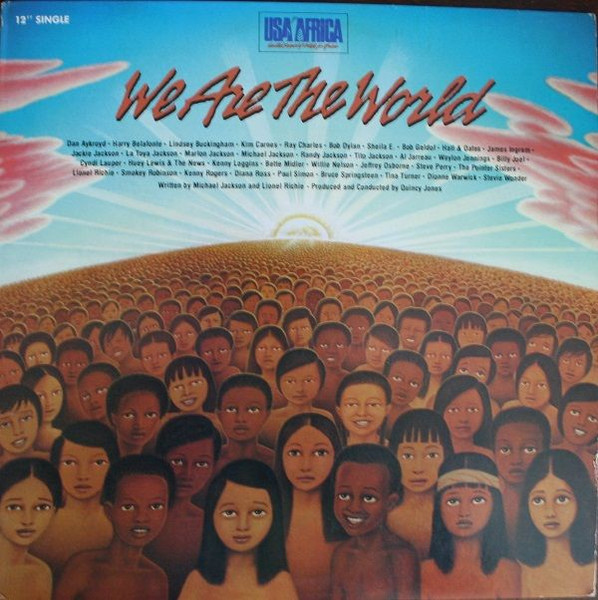 12" SINGLE
USA AFRICA
We Are The World
Dan Aykroyd · Harry Belafonte · Lindsey Buckingham · Kim Carnes · Ray Charles · Bob Dylan · Sheila E. · Bob Geldof · Hall & Oates · James Ingram ·
Jackie Jackson · La Toya Jackson · Marlon Jackson · Michael Jackson · Randy Jackson · Tito Jackson · Al Jarreau · Waylon Jennings · Billy Joel ·
Cyndi Lauper · Huey Lewis & The News · Kenny Loggins · Bette Midler · Willie Nelson · Jeffrey Osborne · Steve Perry · The Pointer Sisters ·
Lionel Richie · Smokey Robinson · Kenny Rogers · Diana Ross · Paul Simon · Bruce Springsteen · Tina Turner · Dionne Warwick · Stevie Wonder
Written by Michael Jackson and Lionel Richie · Produced and Conducted by Quincy Jones